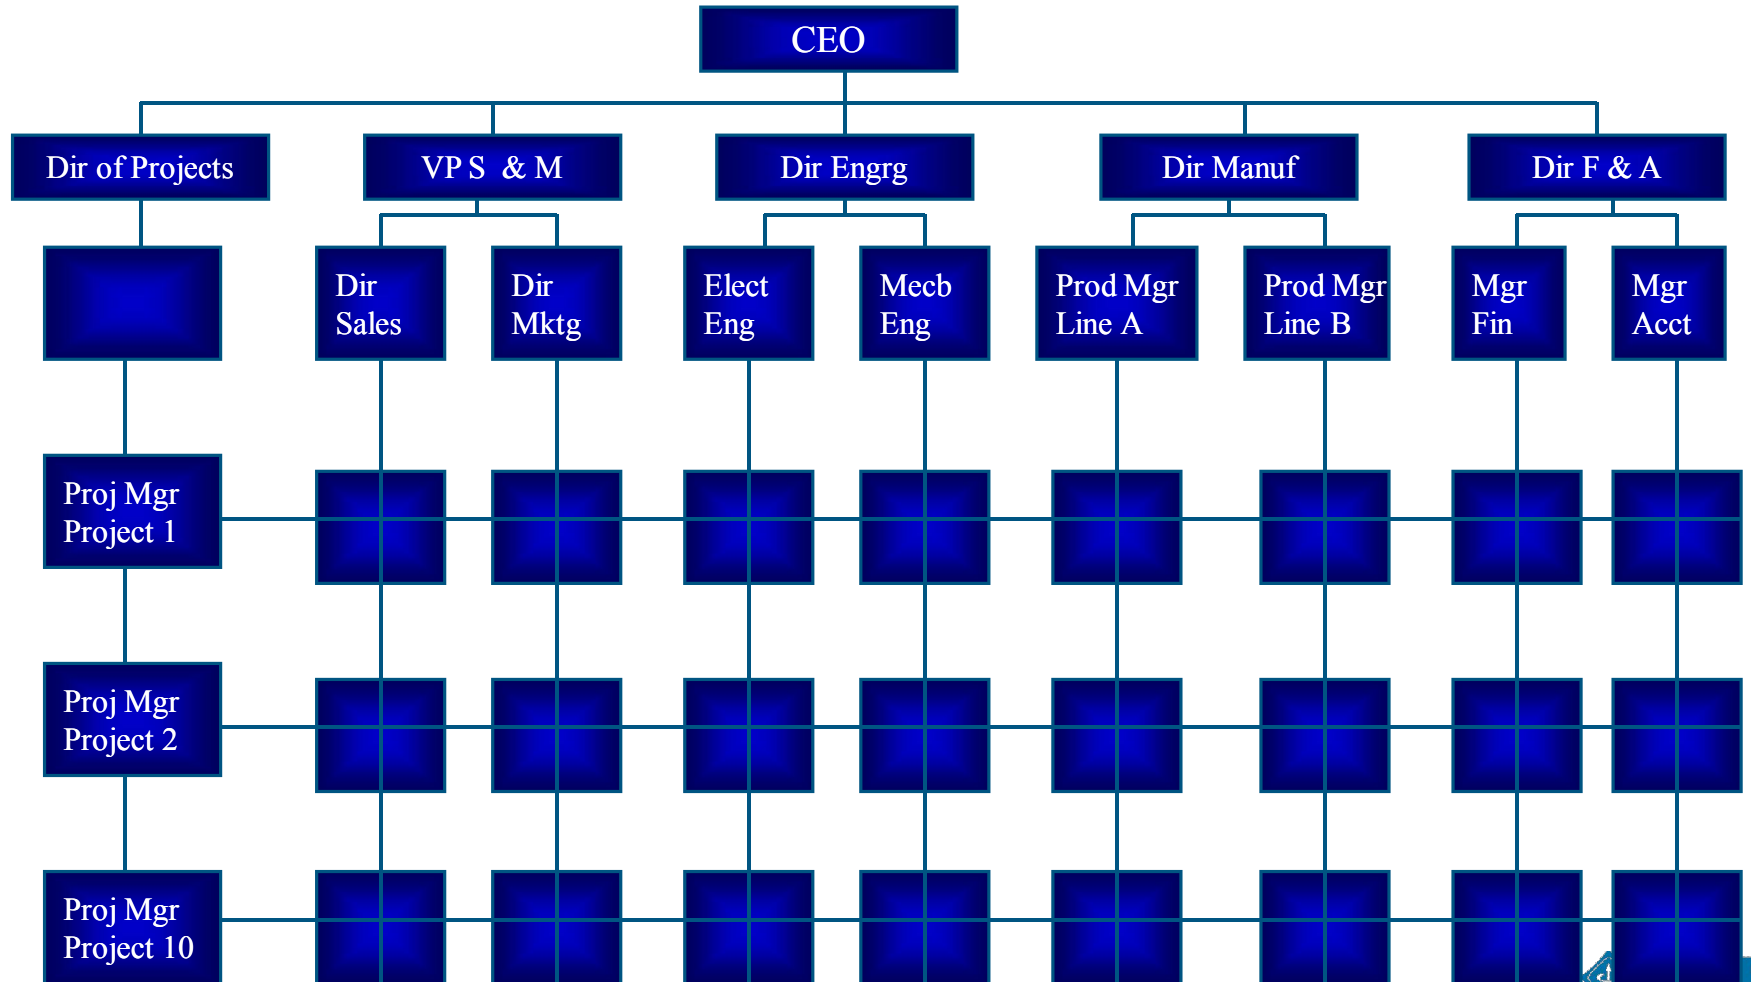 CEO
Dir of Projects
VP S & M
Dir Engrg
Dir Manuf
Dir F & A
Dir
Sales
Dir
Mktg
Elect
Eng
Mecb
Eng
Prod Mgr
Line A
Prod Mgr
Line B
Mgr
Fin
Mgr
Acct
Proj Mgr
Project 1
Proj Mgr
Project 2
Proj Mgr
Project 10